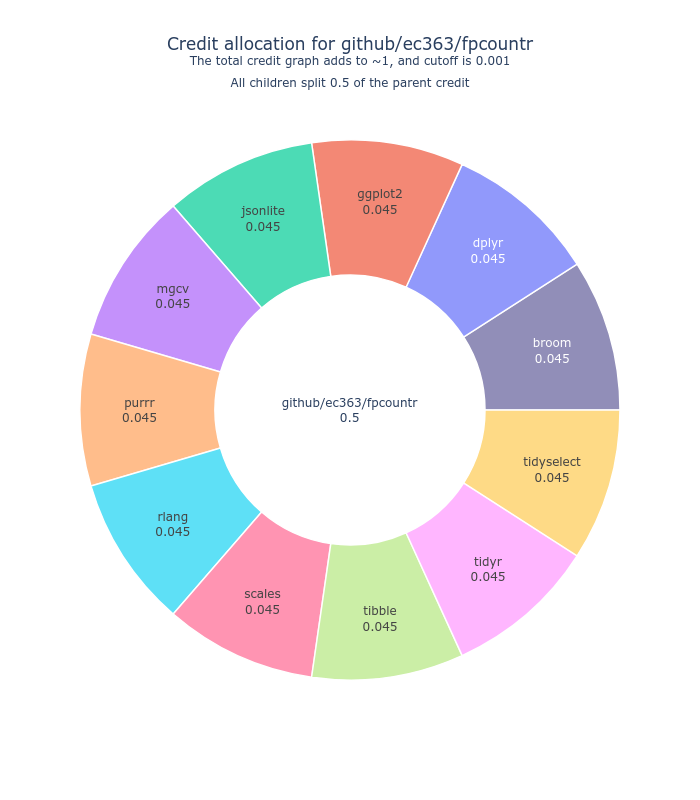 Credit allocation for github/ec363/fpcountr
The total credit graph adds to ~1, and cutoff is 0.001
All children split 0.5 of the parent credit
ggplot2
0.045
jsonlite
0.045
dplyr
0.045
mgcv
0.045
broom
0.045
purrr
0.045
github/ec363/fpcountr
0.5
tidyselect
0.045
rlang
0.045
tidyr
0.045
scales
0.045
tibble
0.045